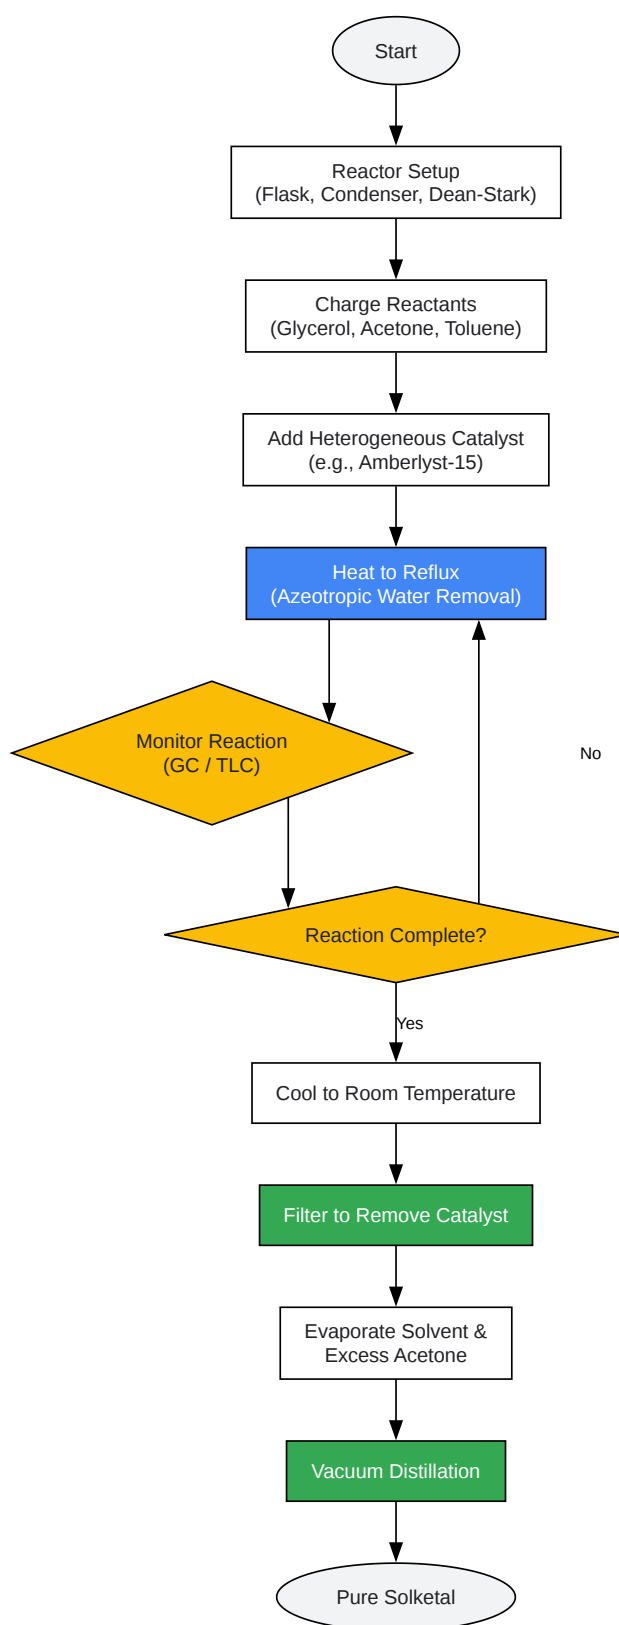 Start
Reactor Setup
(Flask, Condenser, Dean-Stark)
Charge Reactants
(Glycerol, Acetone, Toluene)
Add Heterogeneous Catalyst
(e.g., Amberlyst-15)
Heat to Reflux
(Azeotropic Water Removal)
Monitor Reaction
(GC / TLC)
No
Reaction Complete?
Yes
Cool to Room Temperature
Filter to Remove Catalyst
Evaporate Solvent &
Excess Acetone
Vacuum Distillation
Pure Solketal